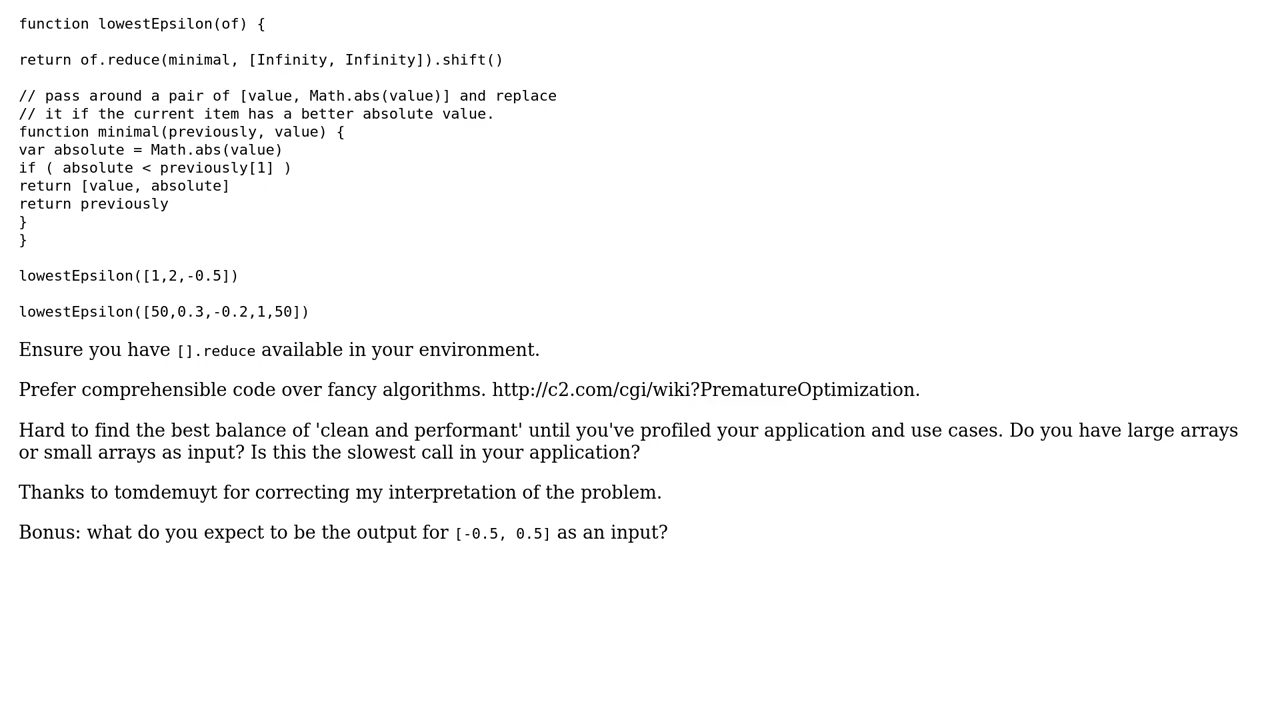 function lowestEpsilon(of) {
return of.reduce(minimal, [Infinity, Infinity]).shift()
// pass around a pair of [value, Math.abs(value)] and replace
// it if the current item has a better absolute value.
function minimal(previously, value) {
var absolute = Math.abs(value)
if ( absolute < previously[1] )
return [value, absolute]
return previously
}
}
lowestEpsilon([1,2,-0.5])
lowestEpsilon([50,0.3,-0.2,1,50])
Ensure you have [].reduce available in your environment.
Prefer comprehensible code over fancy algorithms. http://c2.com/cgi/wiki?PrematureOptimization.
Hard to find the best balance of 'clean and performant' until you've profiled your application and use cases. Do you have large arrays
or small arrays as input? Is this the slowest call in your application?
Thanks to tomdemuyt for correcting my interpretation of the problem.
Bonus: what do you expect to be the output for [-0.5, 0.5] as an input?